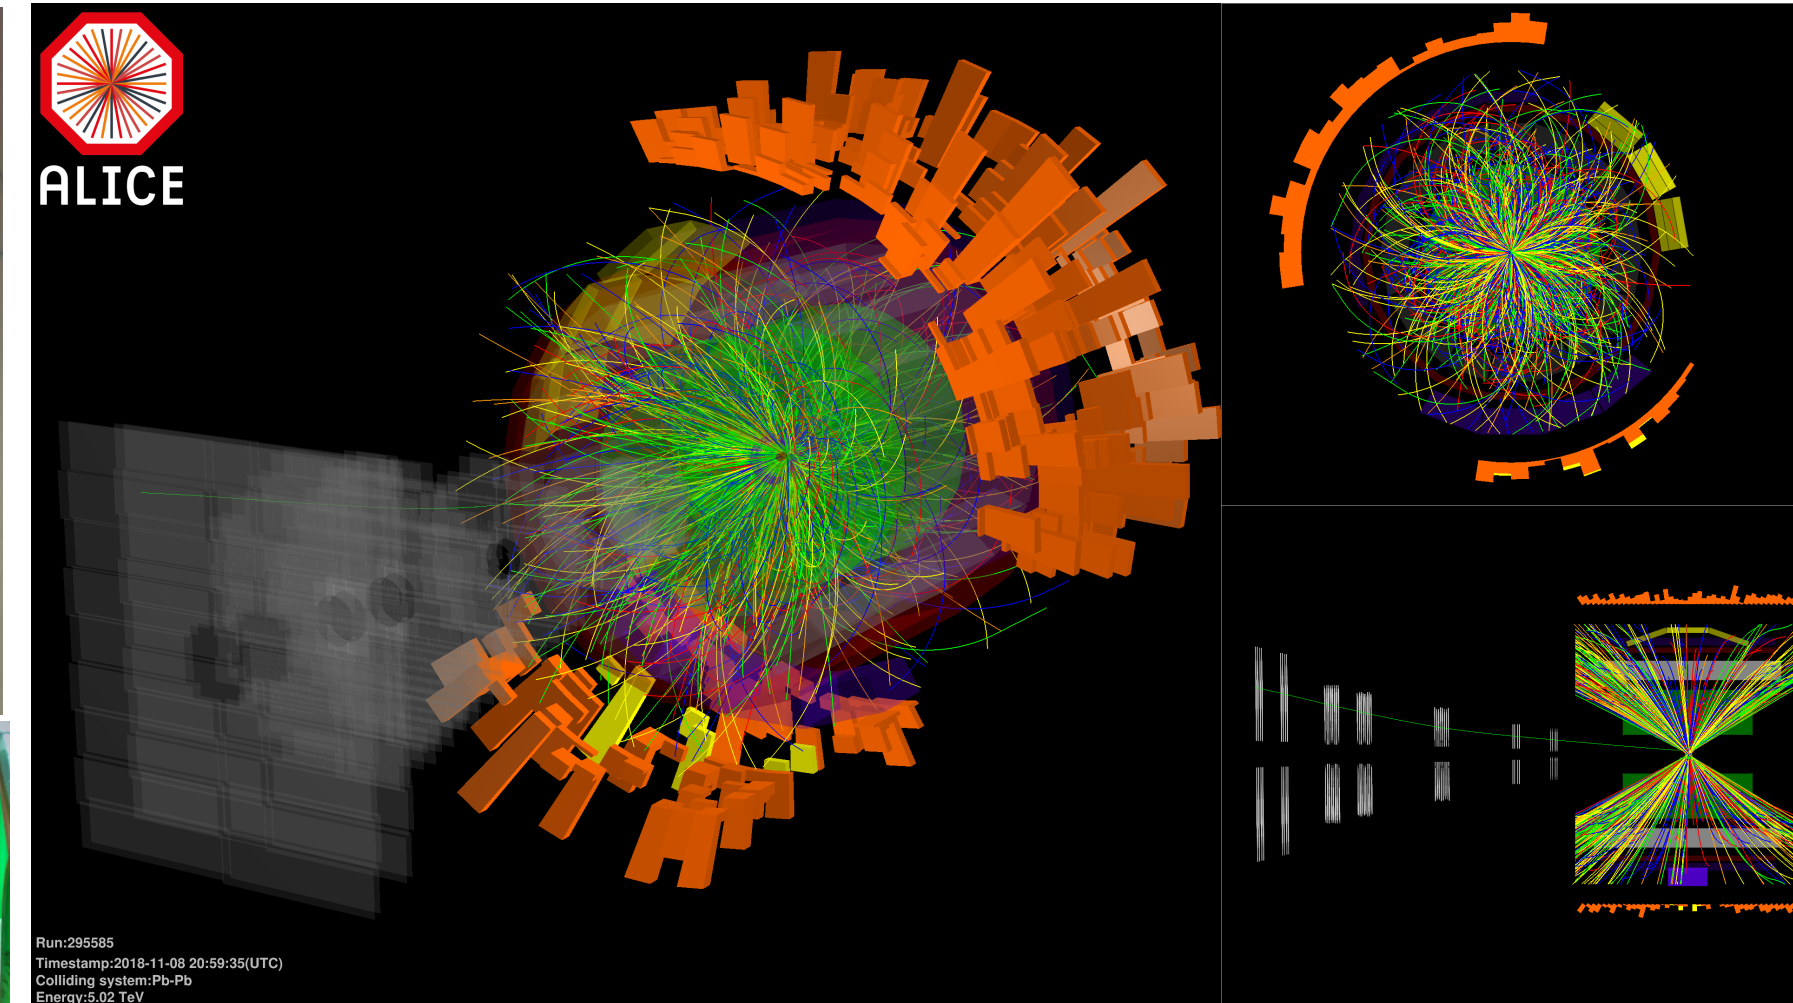 ALICE
Run:295585
Timestamp:2018-11-08 20:59:35(UTC)
Colliding system:Pb-Pb
Energy:5.02 TeV